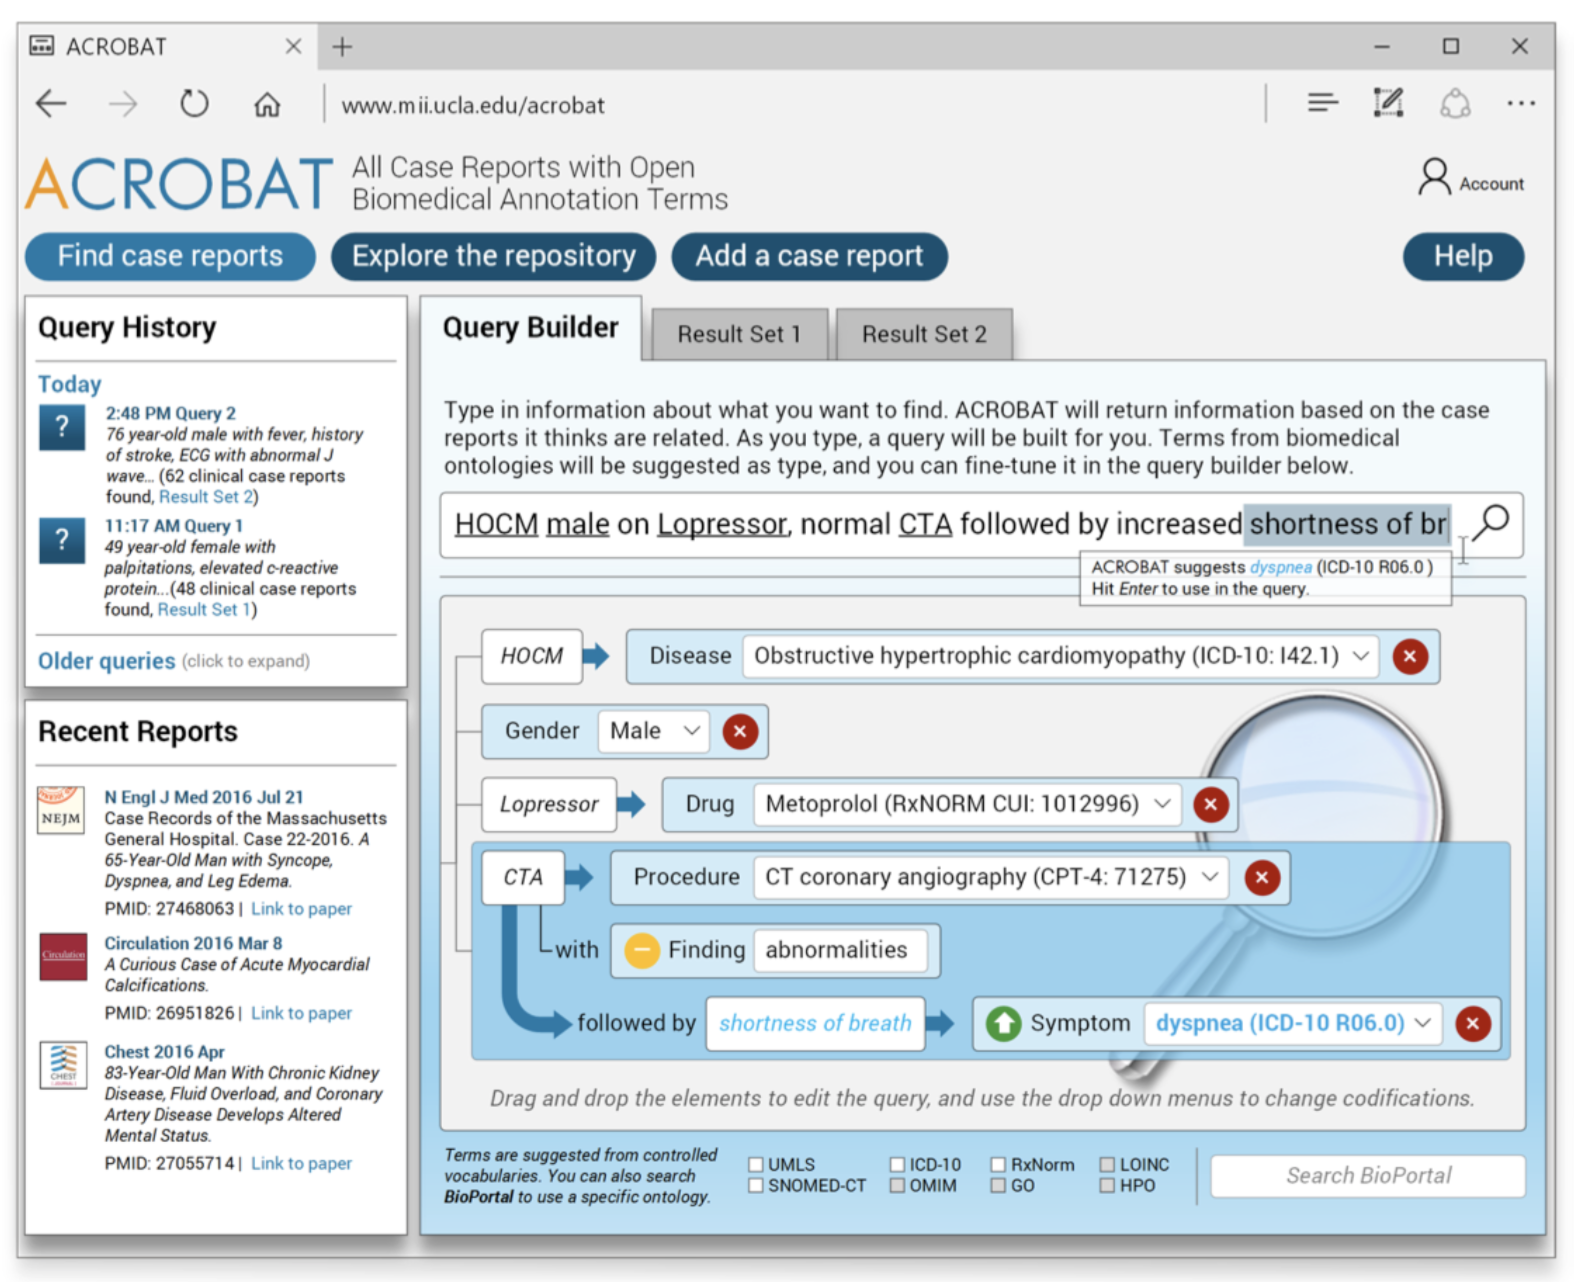 ACROBAT
www.mii.ucla.edu/acrobat
ACROBAT
All Case Reports with Open
Biomedical Annotation Terms
Account
Find case reports
Explore the repository
Add a case report
Help
Query History
Today
?
2:48 PM Query 2
76 year-old male with fever, history
of stroke, ECG with abnormal J
wave... (62 clinical case reports
found, Result Set 2)
?
11:17 AM Query 1
49 year-old female with
palpitations, elevated c-reactive
protein...(48 clinical case reports
found, Result Set 1)
Older queries (click to expand)
Recent Reports
NEJM
N Engl J Med 2016 Jul 21
Case Records of the Massachusetts
General Hospital. Case 22-2016. A
65-Year-Old Man with Syncope,
Dyspnea, and Leg Edema.
PMID: 27468063 | Link to paper
Circulation
Circulation 2016 Mar 8
A Curious Case of Acute Myocardial
Calcifications.
PMID: 26951826 | Link to paper
CHEST
Chest 2016 Apr
83-Year-Old Man With Chronic Kidney
Disease, Fluid Overload, and Coronary
Artery Disease Develops Altered
Mental Status.
PMID: 27055714 | Link to paper
Query Builder
Result Set 1
Result Set 2
Type in information about what you want to find. ACROBAT will return information based on the case
reports it thinks are related. As you type, a query will be built for you. Terms from biomedical
ontologies will be suggested as type, and you can fine-tune it in the query builder below.
HOCM male on Lopressor, normal CTA followed by increased shortness of br
ACROBAT suggests dyspnea (ICD-10 R06.0 )
Hit Enter to use in the query.
HOCM Disease Obstructive hypertrophic cardiomyopathy (ICD-10: I42.1)
Gender Male
Lopressor Drug Metoprolol (RxNORM CUI: 1012996)
CTA Procedure CT coronary angiography (CPT-4: 71275)
with Finding abnormalities
followed by shortness of breath Symptom dyspnea (ICD-10 R06.0)
Drag and drop the elements to edit the query, and use the drop down menus to change codifications.
Terms are suggested from controlled
vocabularies. You can also search
BioPortal to use a specific ontology.
UMLS ICD-10 RxNorm LOINC
SNOMED-CT OMIM GO HPO
Search BioPortal